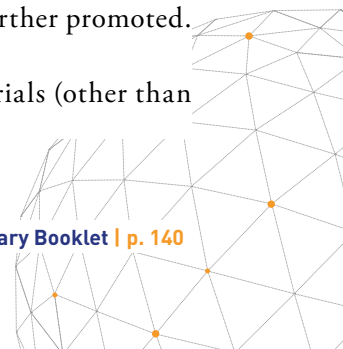 rther promoted.
rials (other than
ary Booklet | p. 140